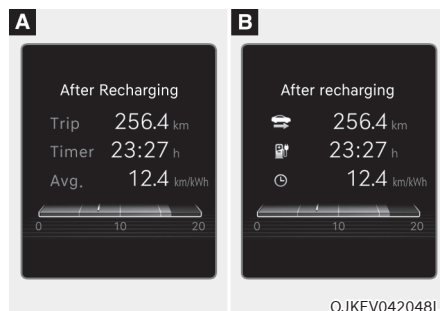 A
After Recharging
Trip 256.4 km
Timer 23:27 h
Avg. 12.4 km/kWh
0 10 20
B
After recharging
256.4 km
23:27 h
12.4 km/kWh
0 10 20
OJKEV042048L